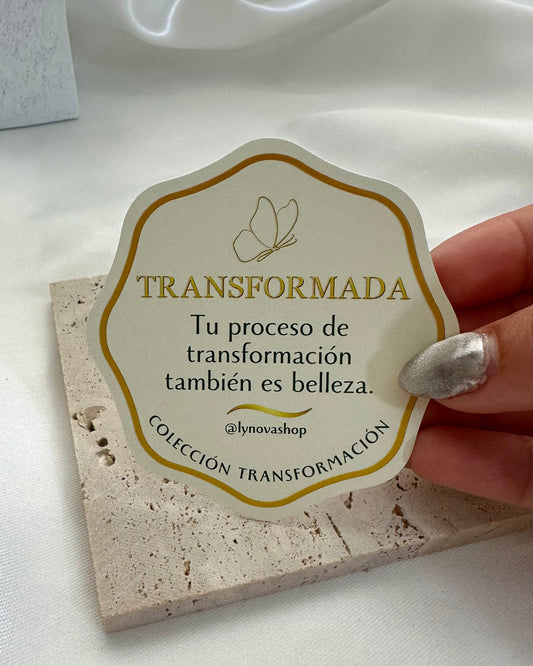 TRANSFORMADA
Tu proceso de
transformación
también es belleza.
@lynovashop
COLECCIÓN TRANSFORMACIÓN